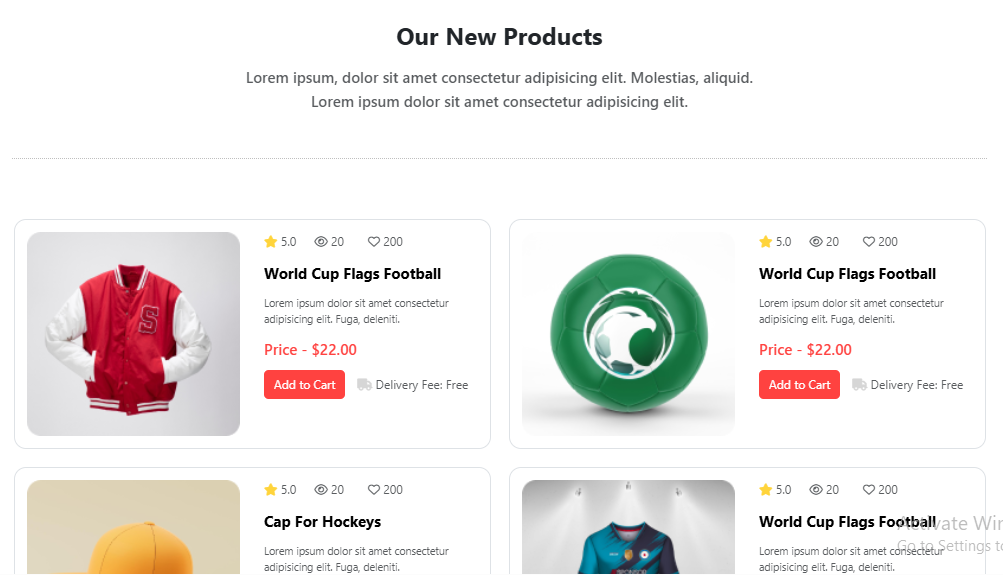 Our New Products
Lorem ipsum, dolor sit amet consectetur adipisicing elit. Molestias, aliquid.
Lorem ipsum dolor sit amet consectetur adipisicing elit.
5.0 20 200
World Cup Flags Football
Lorem ipsum dolor sit amet consectetur
adipisicing elit. Fuga, deleniti.
Price - $22.00
Add to Cart Delivery Fee: Free
S
5.0 20 200
World Cup Flags Football
Lorem ipsum dolor sit amet consectetur
adipisicing elit. Fuga, deleniti.
Price - $22.00
Add to Cart Delivery Fee: Free
5.0 20 200
Cap For Hockeys
Lorem ipsum dolor sit amet consectetur
adipisicing elit. Fuga, deleniti.
5.0 20 200
World Cup Flags Football
Lorem ipsum dolor sit amet consectetur
adipisicing elit. Fuga, deleniti.
SPONSOR
Activate Win
Go to Settings to